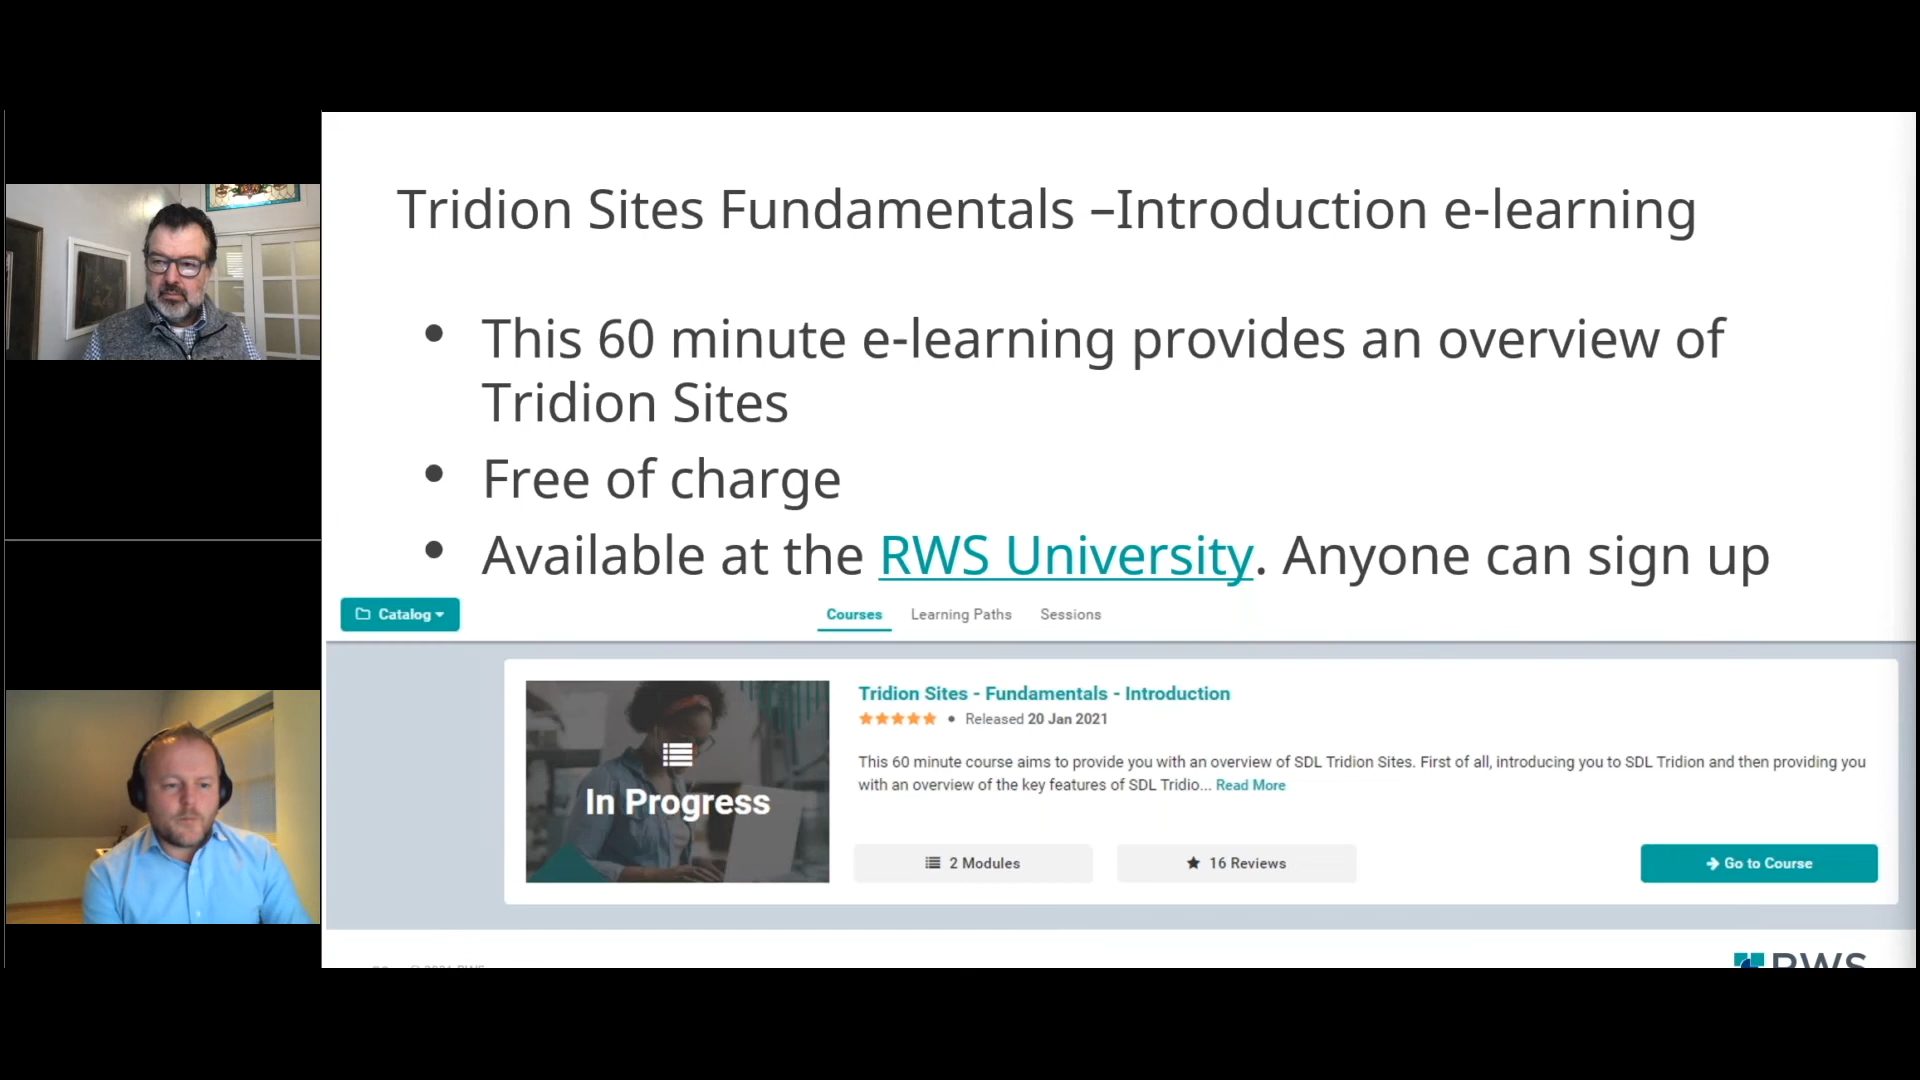 Tridion Sites Fundamentals –Introduction e-learning
• This 60 minute e-learning provides an overview of
Tridion Sites
• Free of charge
• Available at the RWS University. Anyone can sign up
Catalog
Courses
Learning Paths
Sessions
In Progress
Tridion Sites - Fundamentals - Introduction
• Released 20 Jan 2021
This 60 minute course aims to provide you with an overview of SDL Tridion Sites. First of all, introducing you to SDL Tridion and then providing you
with an overview of the key features of SDL Tridio... Read More
2 Modules
16 Reviews
Go to Course
RWS